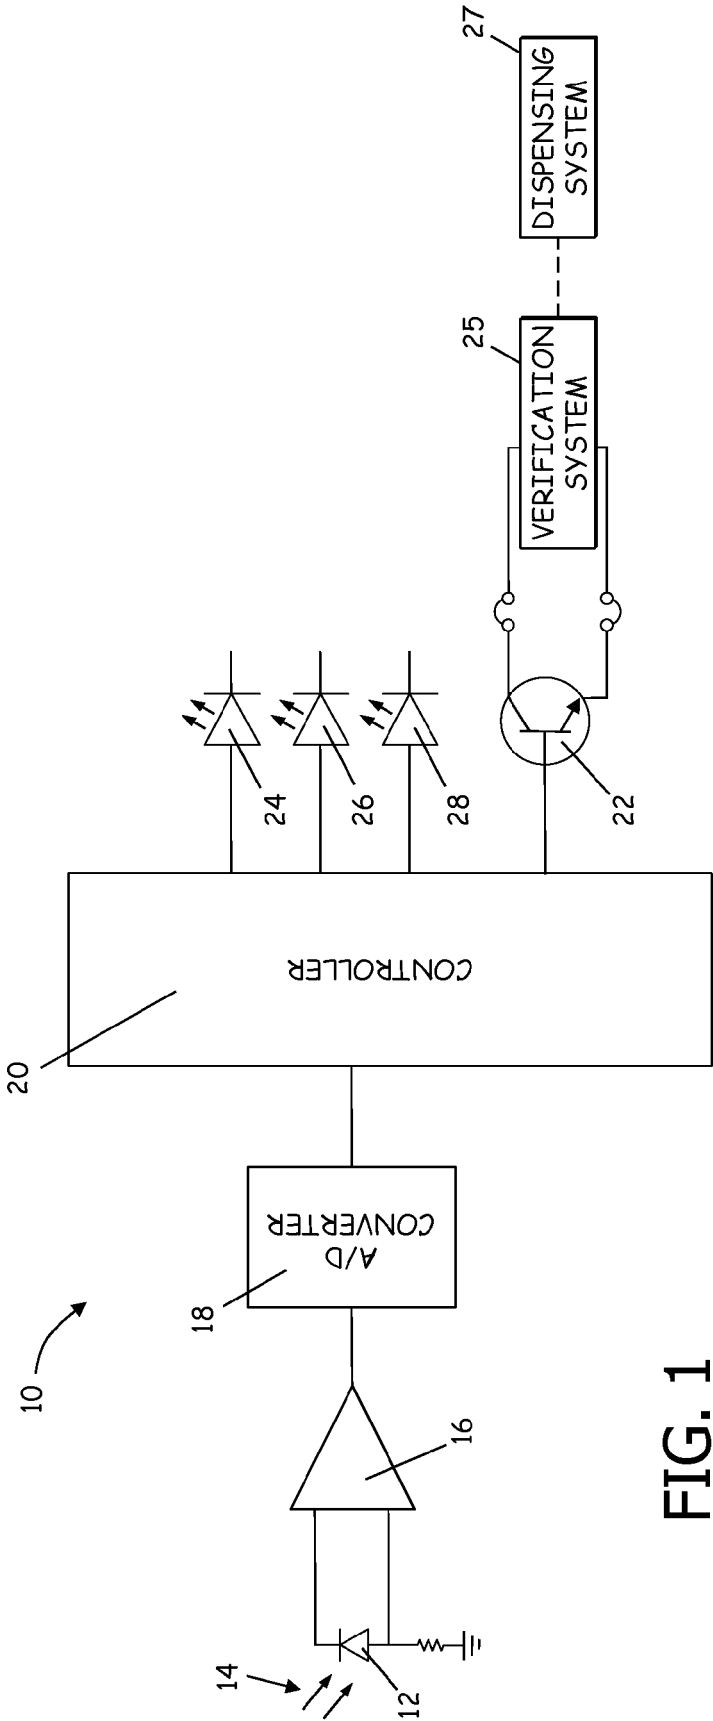 10
14
12
16
18
A/D
CONVERTER
20
CONTROLLER
24
26
28
22
25
VERIFICATION
SYSTEM
27
DISPENSING
SYSTEM
FIG. 1